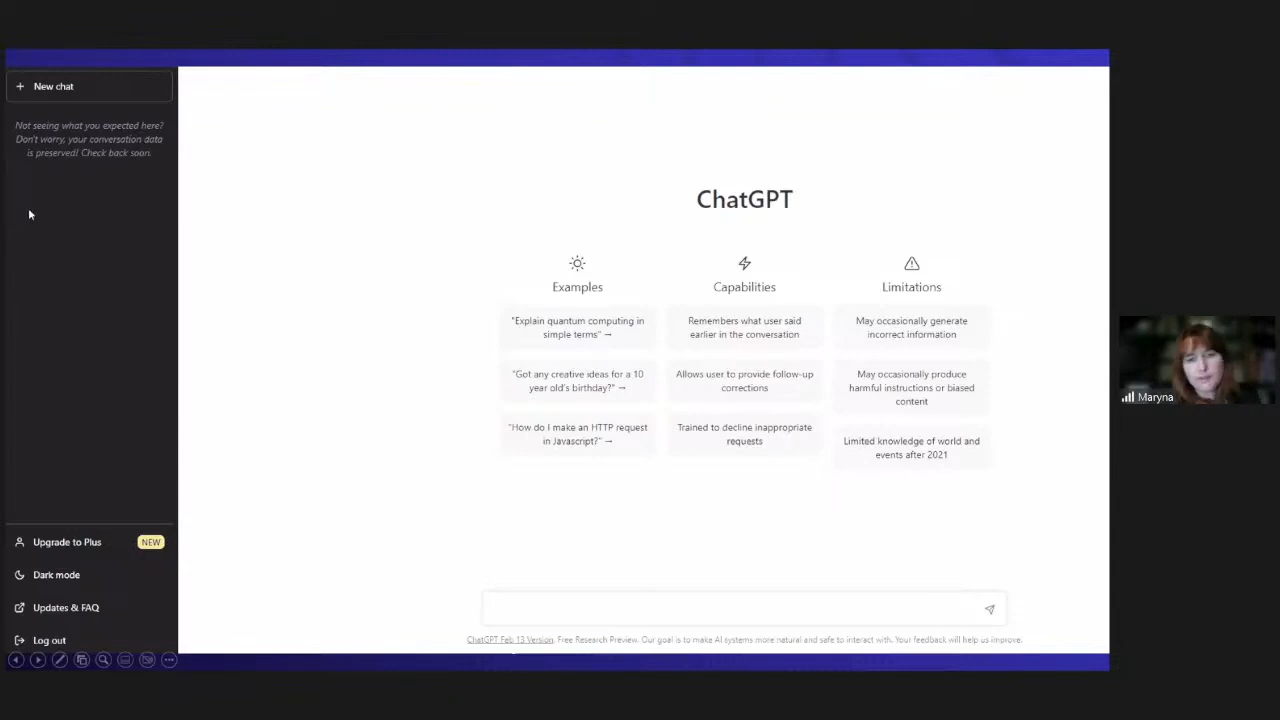 New chat
Not seeing what you expected here?
Don't worry, your conversation data
is preserved! Check back soon.
ChatGPT
Examples
"Explain quantum computing in
simple terms" →
"Got any creative ideas for a 10
year old's birthday?" →
"How do I make an HTTP request
in Javascript?" →
Capabilities
Remembers what user said
earlier in the conversation
Allows user to provide follow-up
corrections
Trained to decline inappropriate
requests
Limitations
May occasionally generate
incorrect information
May occasionally produce
harmful instructions or biased
content
Limited knowledge of world and
events after 2021
Upgrade to Plus NEW
Dark mode
Updates & FAQ
Log out
ChatGPT Feb 13 Version. Free Research Preview. Our goal is to make AI systems more natural and safe to interact with. Your feedback will help us improve.
Maryna